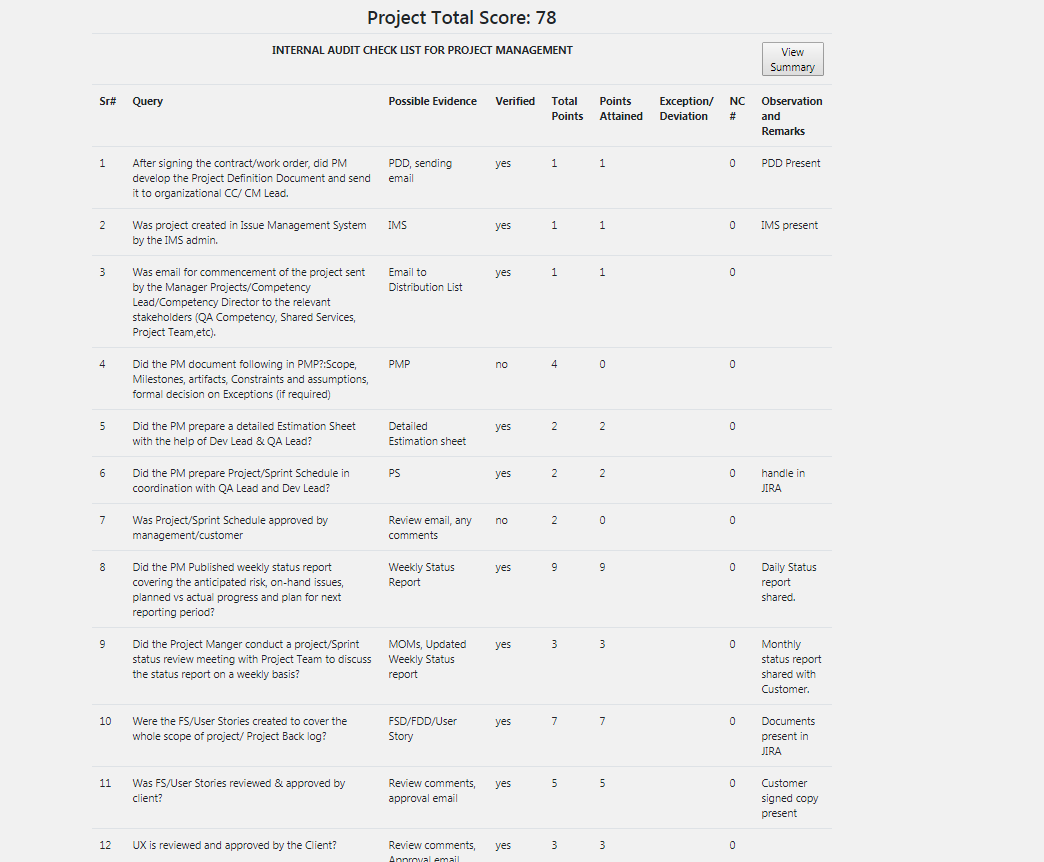 Project Total Score: 78
INTERNAL AUDIT CHECK LIST FOR PROJECT MANAGEMENT
View
Summary
Sr# Query Possible Evidence Verified Total Points Points Attained Exception/ Deviation NC # Observation and Remarks
1 After signing the contract/work order, did PM PDD, sending yes 1 1 0 PDD Present
develop the Project Definition Document and send email
it to organizational CC/ CM Lead.
2 Was project created in Issue Management System IMS yes 1 1 0 IMS present
by the IMS admin.
3 Was email for commencement of the project sent Email to yes 1 1 0
by the Manager Projects/Competency Distribution List
Lead/Competency Director to the relevant
stakeholders (QA Competency, Shared Services,
Project Team,etc).
4 Did the PM document following in PMP?:Scope, PMP no 4 0 0
Milestones, artifacts, Constraints and assumptions,
formal decision on Exceptions (if required)
5 Did the PM prepare a detailed Estimation Sheet Detailed yes 2 2 0
with the help of Dev Lead & QA Lead? Estimation sheet
6 Did the PM prepare Project/Sprint Schedule in PS yes 2 2 0 handle in
coordination with QA Lead and Dev Lead? JIRA
7 Was Project/Sprint Schedule approved by Review email, any no 2 0 0
management/customer comments
8 Did the PM Published weekly status report Weekly Status yes 9 9 0 Daily Status
covering the anticipated risk, on-hand issues, Report report
planned vs actual progress and plan for next shared.
reporting period?
9 Did the Project Manger conduct a project/Sprint MOMs, Updated yes 3 3 0 Monthly
status review meeting with Project Team to discuss Weekly Status status report
the status report on a weekly basis? report shared with
Customer.
10 Were the FS/User Stories created to cover the FSD/FDD/User yes 7 7 0 Documents
whole scope of project/ Project Back log? Story present in
JIRA
11 Was FS/User Stories reviewed & approved by Review comments, yes 5 5 0 Customer
client? approval email signed copy
present
12 UX is reviewed and approved by the Client? Review comments, yes 3 3 0
Approval email